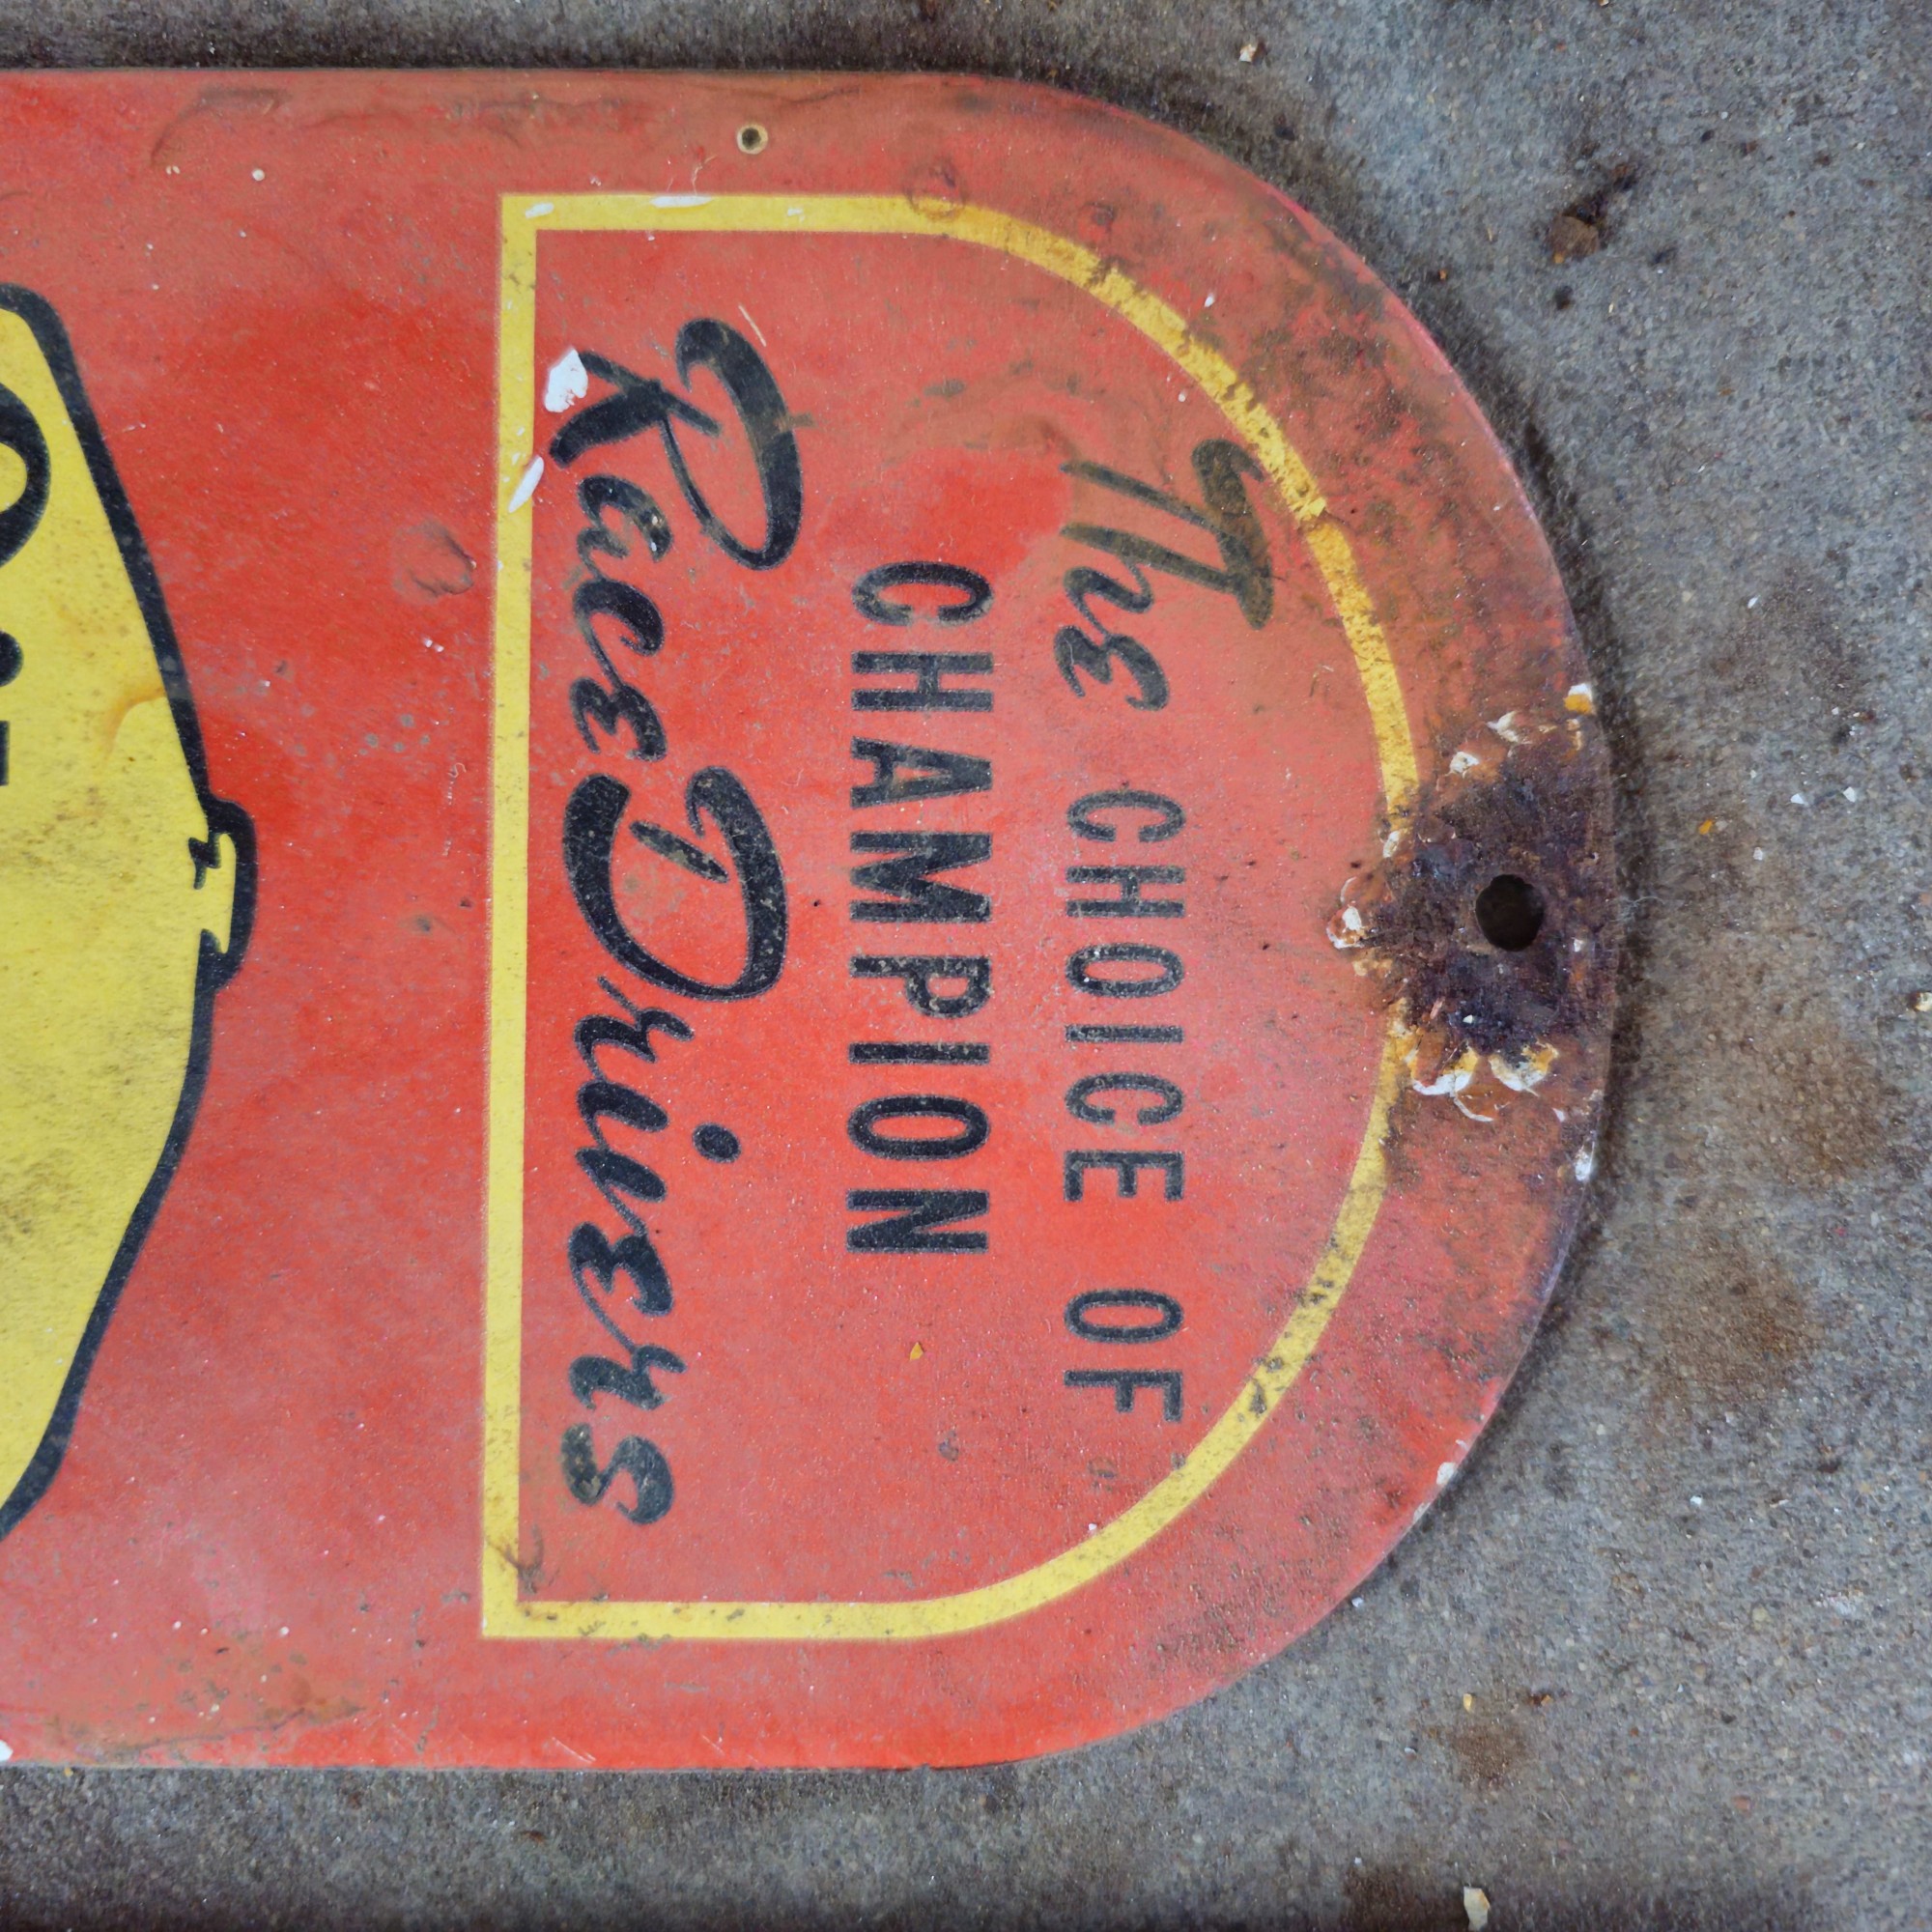 The CHOICE OF
CHAMPION
Race Drivers